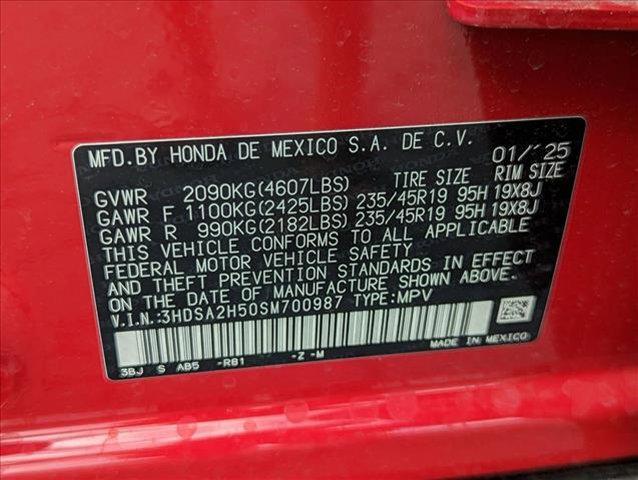 MFD.BY HONDA DE MEXICO S.A. DE C.V. 01/'25
GVWR 2090KG(4607LBS) TIRE SIZE RIM SIZE
GAWR F 1100KG(2425LBS) 235/45R19 95H 19X8J
GAWR R 990KG(2182LBS) 235/45R19 95H 19X8J
THIS VEHICLE CONFORMS TO ALL APPLICABLE
FEDERAL MOTOR VEHICLE SAFETY
AND THEFT PREVENTION STANDARDS IN EFFECT
ON THE DATE OF MANUFACTURE SHOWN ABOVE.
V.I.N.:3HDSA2H50SM700987 TYPE:MPV
3BJ S AB5 -R81 -Z -M MADE IN MEXICO